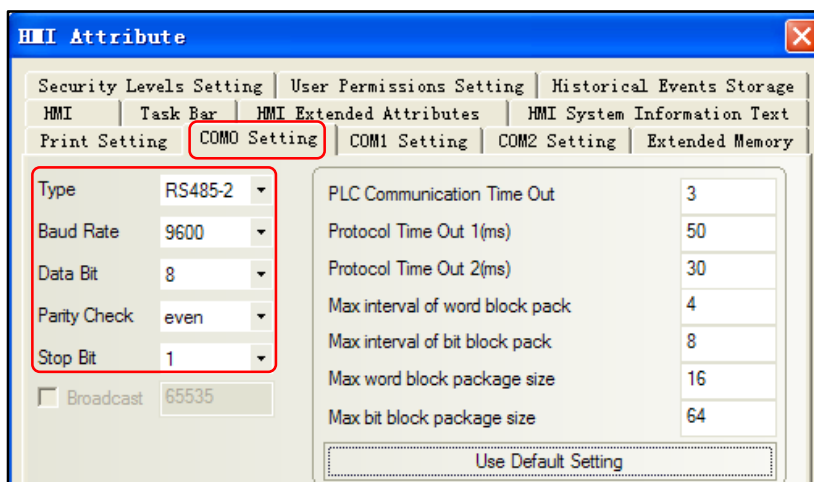 HMI Attribute
Security Levels Setting User Permissions Setting Historical Events Storage
HMI Task Bar HMI Extended Attributes HMI System Information Text
Print Setting COM0 Setting COM1 Setting COM2 Setting Extended Memory
Type RS485-2
Baud Rate 9600
Data Bit 8
Parity Check even
Stop Bit 1
Broadcast 65535
PLC Communication Time Out 3
Protocol Time Out 1(ms) 50
Protocol Time Out 2(ms) 30
Max interval of word block pack 4
Max interval of bit block pack 8
Max word block package size 16
Max bit block package size 64
Use Default Setting